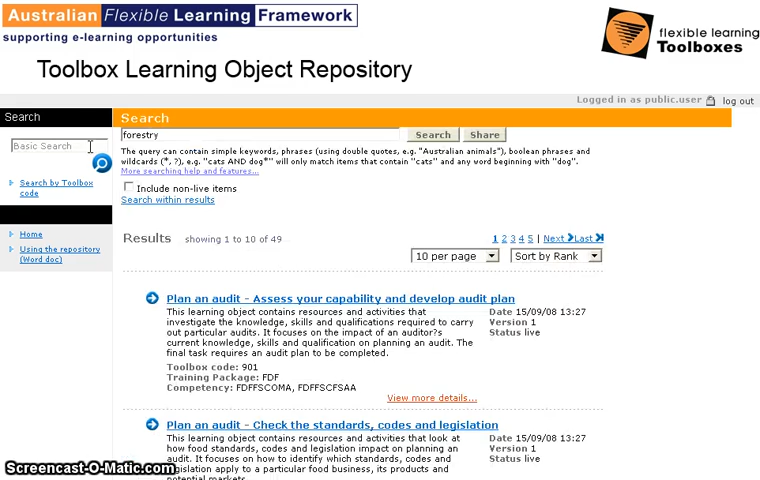 Australian Flexible Learning Framework
supporting e-learning opportunities
flexible learning
Toolboxes
Toolbox Learning Object Repository
Logged in as public.user log out
Search
Basic Search
Search by Toolbox
code
Home
Using the repository
(Word doc)
Search
forestry
Search
Share
The query can contain simple keywords, phrases (using double quotes, e.g. "Australian animals"), boolean phrases and
wildcards (*, ?), e.g. "cats AND dog*" will only match items that contain "cats" and any word beginning with "dog".
More searching help and features...
Include non-live items
Search within results
Results showing 1 to 10 of 49
1 2 3 4 5 | Next Last
10 per page
Sort by Rank
Plan an audit - Assess your capability and develop audit plan
This learning object contains resources and activities that
investigate the knowledge, skills and qualifications required to carry
out particular audits. It focuses on the impact of an auditor?s
current knowledge, skills and qualification on planning an audit. The
final task requires an audit plan to be completed.
Toolbox code: 901
Training Package: FDF
Competency: FDFFSCOMA, FDFFSCFSAA
Date 15/09/08 13:27
Version 1
Status live
View more details...
Plan an audit - Check the standards, codes and legislation
This learning object contains resources and activities that look at
how food standards, codes and legislation impact on planning an
audit. It focuses on how to identify which standards, codes and
legislation apply to a particular food business, its products and
potential markets.
Date 15/09/08 13:27
Version 1
Status live
Screencast-O-Matic.com